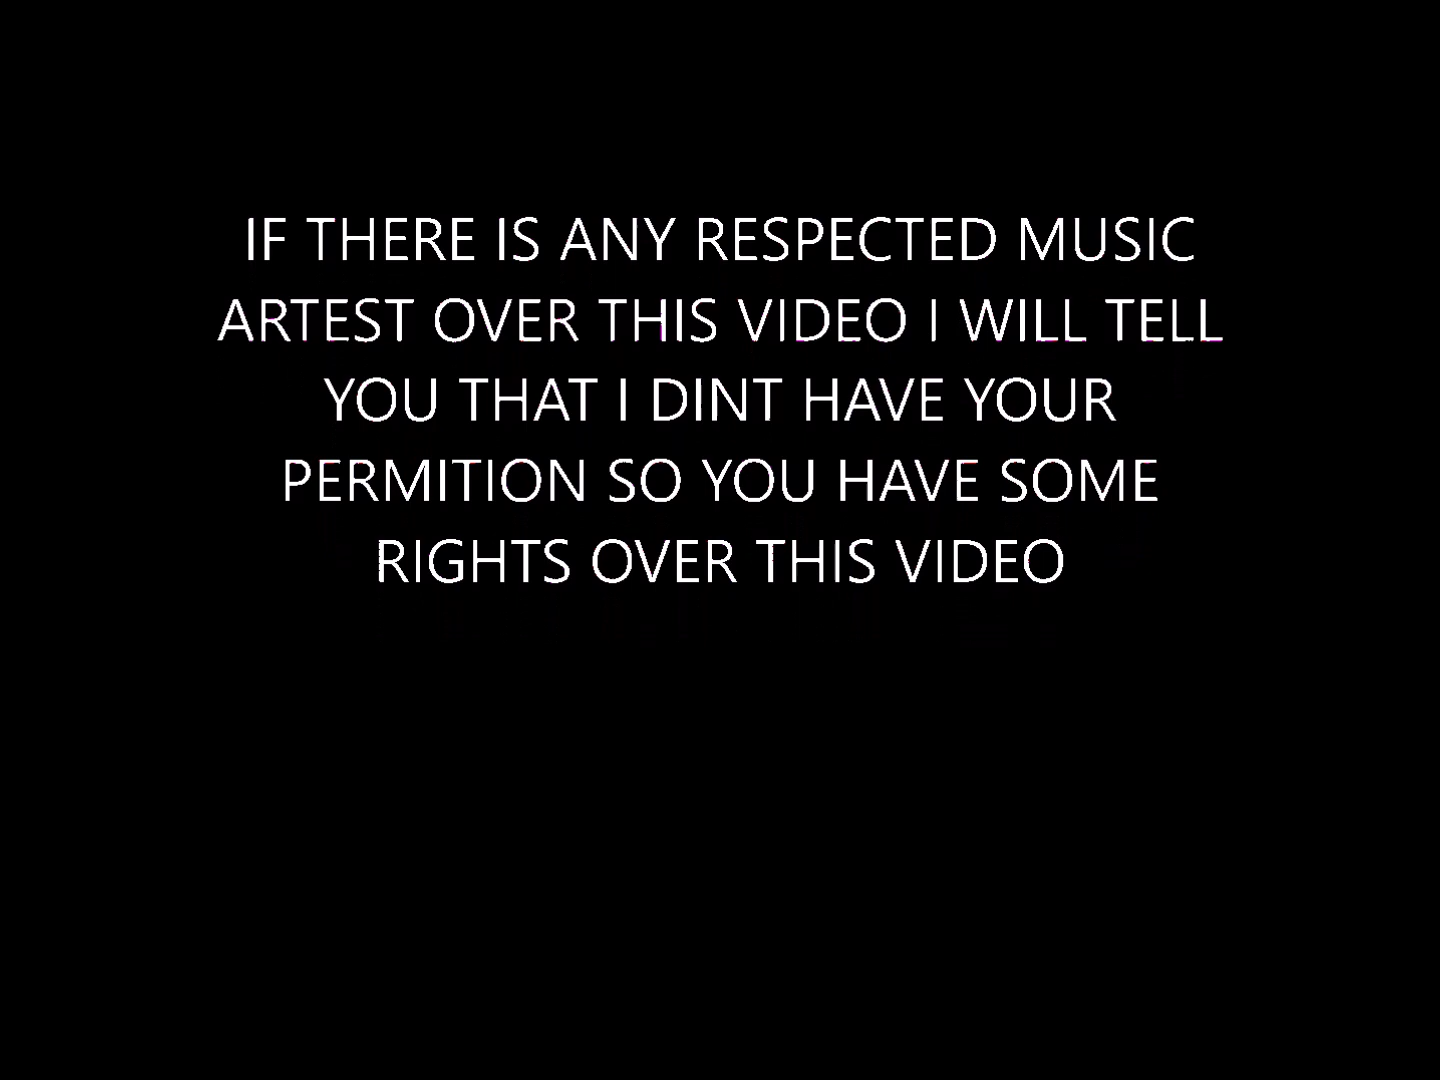 IF THERE IS ANY RESPECTED MUSIC
ARTEST OVER THIS VIDEO I WILL TELL
YOU THAT I DINT HAVE YOUR
PERMITION SO YOU HAVE SOME
RIGHTS OVER THIS VIDEO